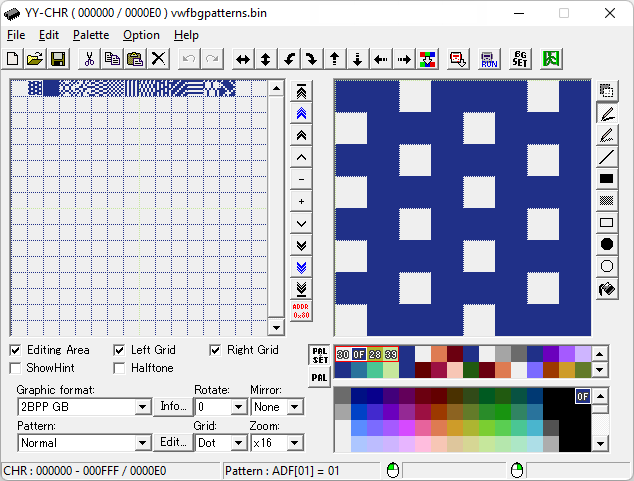 YY-CHR ( 000000 / 0000E0 ) vwfbgpatterns.bin
File Edit Palette Option Help
RUN
BG SET
ADDR 0x80
Editing Area Left Grid Right Grid
ShowHint Halftone
PAL SET
30 0F 28 39
PAL
0F
Graphic format: Rotate: Mirror:
2BPP GB Info... 0 None
Pattern: Grid: Zoom:
Normal Edit... Dot x16
CHR : 000000 - 000FFF / 0000E0 Pattern : ADF[01] = 01